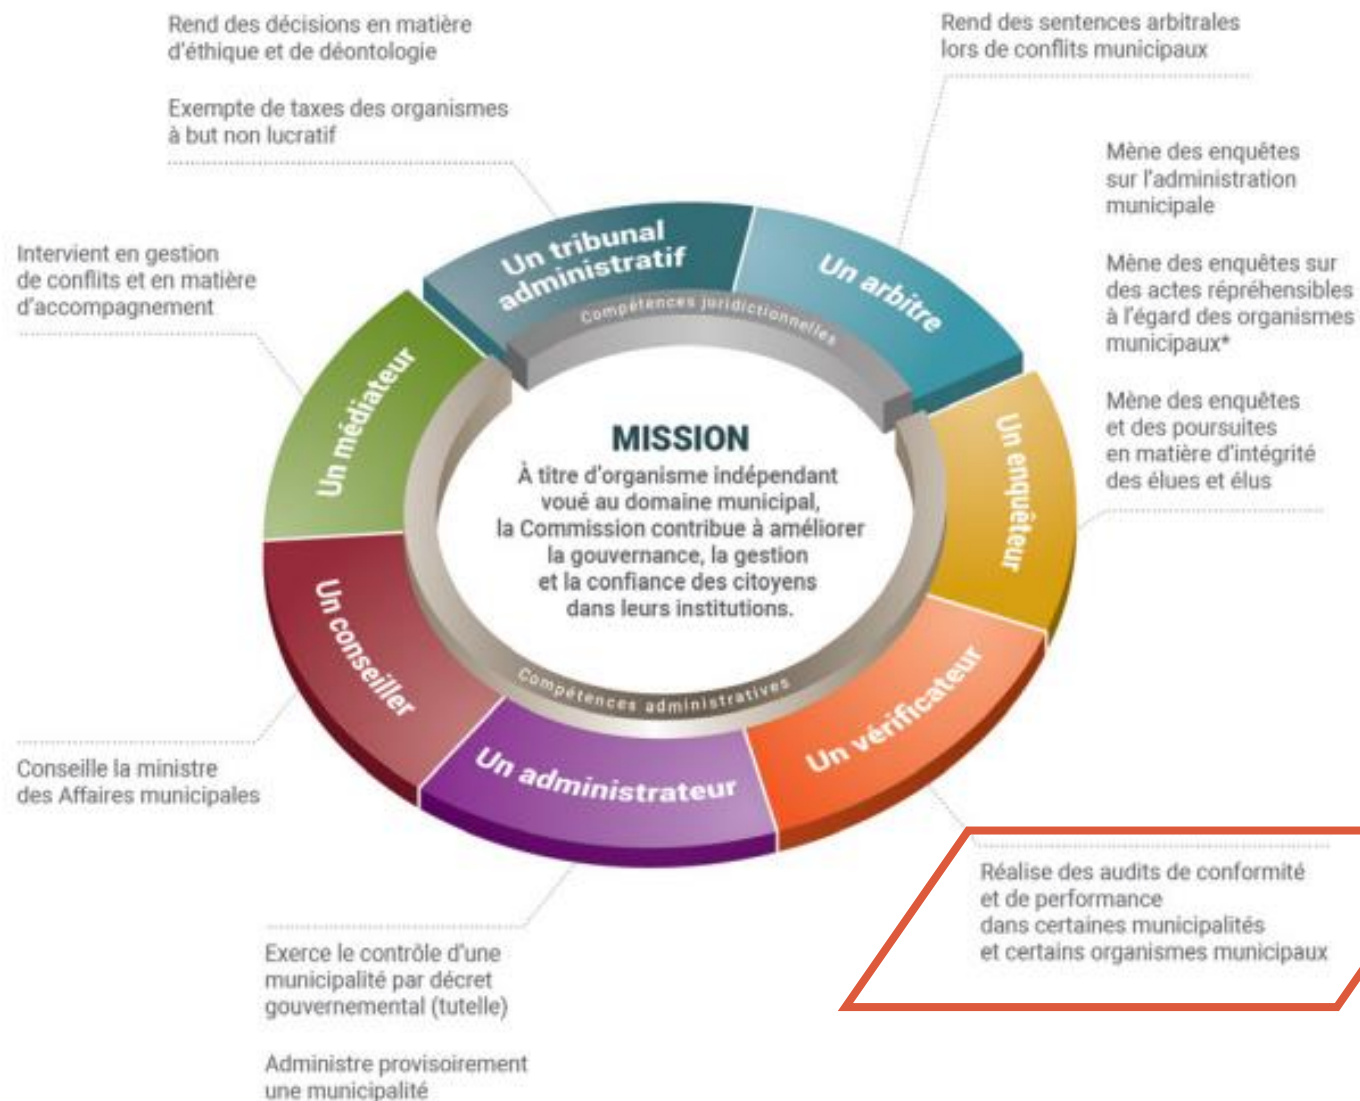 Rend des décisions en matière
d'éthique et de déontologie
Exempte de taxes des organismes
à but non lucratif
Rend des sentences arbitrales
lors de conflits municipaux
Mène des enquêtes
sur l'administration
municipale
Mène des enquêtes sur
des actes répréhensibles
à l'égard des organismes
municipaux*
Mène des enquêtes
et des poursuites
en matière d'intégrité
des élues et élus
Intervient en gestion
de conflits et en matière
d'accompagnement
Un tribunal
administratif
Un arbitre
Compétences juridictionnelles
Un médiateur
Un enquêteur
MISSION
À titre d'organisme indépendant
voué au domaine municipal,
la Commission contribue à améliorer
la gouvernance, la gestion
et la confiance des citoyens
dans leurs institutions.
Un conseiller
Compétences administratives
Un vérificateur
Un administrateur
Conseille la ministre
des Affaires municipales
Réalise des audits de conformité
et de performance
dans certaines municipalités
et certains organismes municipaux
Exerce le contrôle d'une
municipalité par décret
gouvernemental (tutelle)
Administre provisoirement
une municipalité